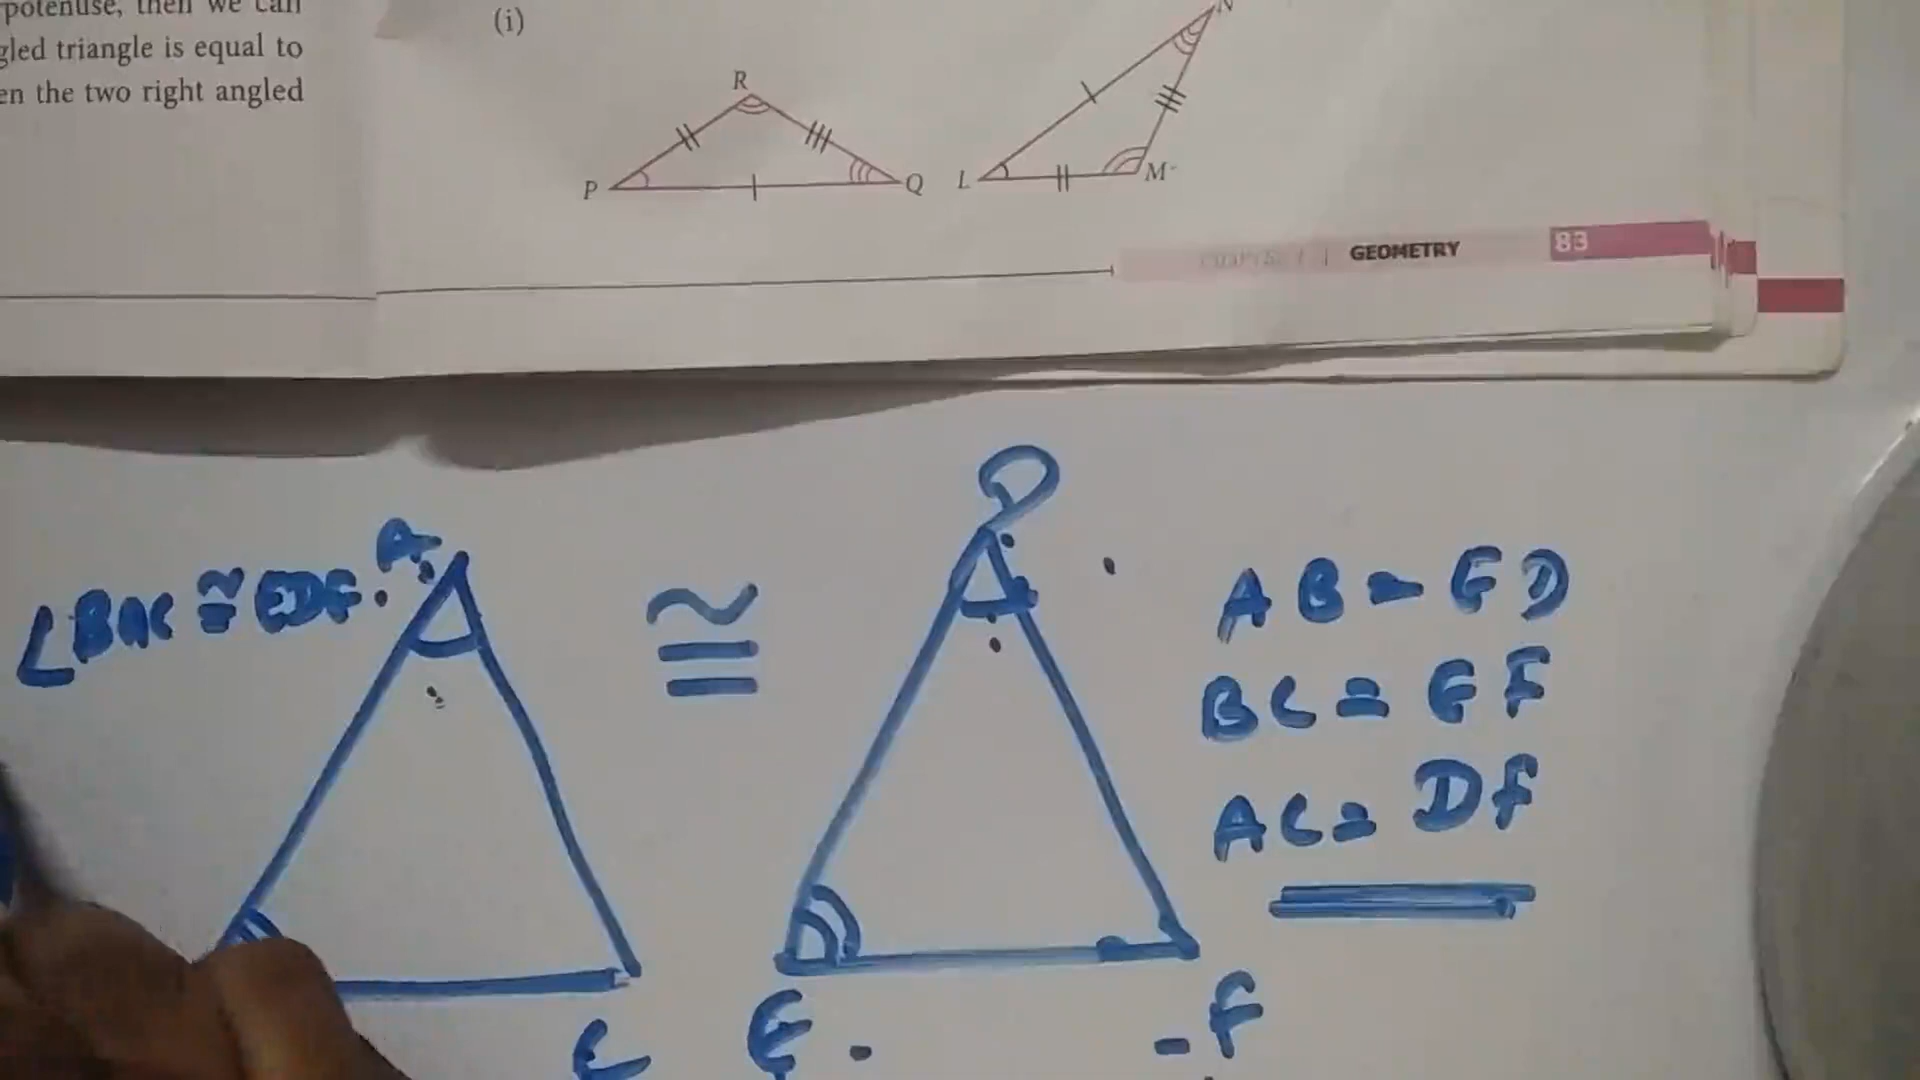 potenuse, then we can
gled triangle is equal to
en the two right angled
(i)
R
P
Q
N
L
M
GEOMETRY
83
∠BAC ≅ EDF.
A
≅
D
C
E
F
AB = ED
BC = EF
AC = DF